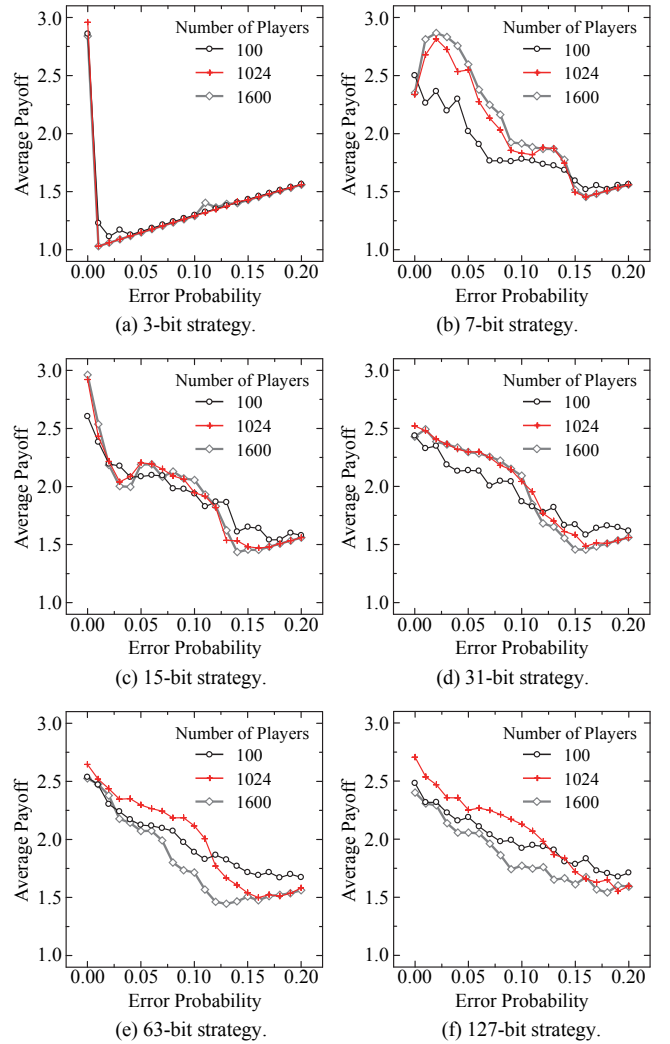 Number of Players
100
1024
1600
Average Payoff
3.0
2.5
2.0
1.5
1.0
0.00 0.05 0.10 0.15 0.20
Error Probability
(a) 3-bit strategy.
Number of Players
100
1024
1600
Average Payoff
3.0
2.5
2.0
1.5
1.0
0.00 0.05 0.10 0.15 0.20
Error Probability
(b) 7-bit strategy.
Number of Players
100
1024
1600
Average Payoff
3.0
2.5
2.0
1.5
1.0
0.00 0.05 0.10 0.15 0.20
Error Probability
(c) 15-bit strategy.
Number of Players
100
1024
1600
Average Payoff
3.0
2.5
2.0
1.5
1.0
0.00 0.05 0.10 0.15 0.20
Error Probability
(d) 31-bit strategy.
Number of Players
100
1024
1600
Average Payoff
3.0
2.5
2.0
1.5
1.0
0.00 0.05 0.10 0.15 0.20
Error Probability
(e) 63-bit strategy.
Number of Players
100
1024
1600
Average Payoff
3.0
2.5
2.0
1.5
1.0
0.00 0.05 0.10 0.15 0.20
Error Probability
(f) 127-bit strategy.